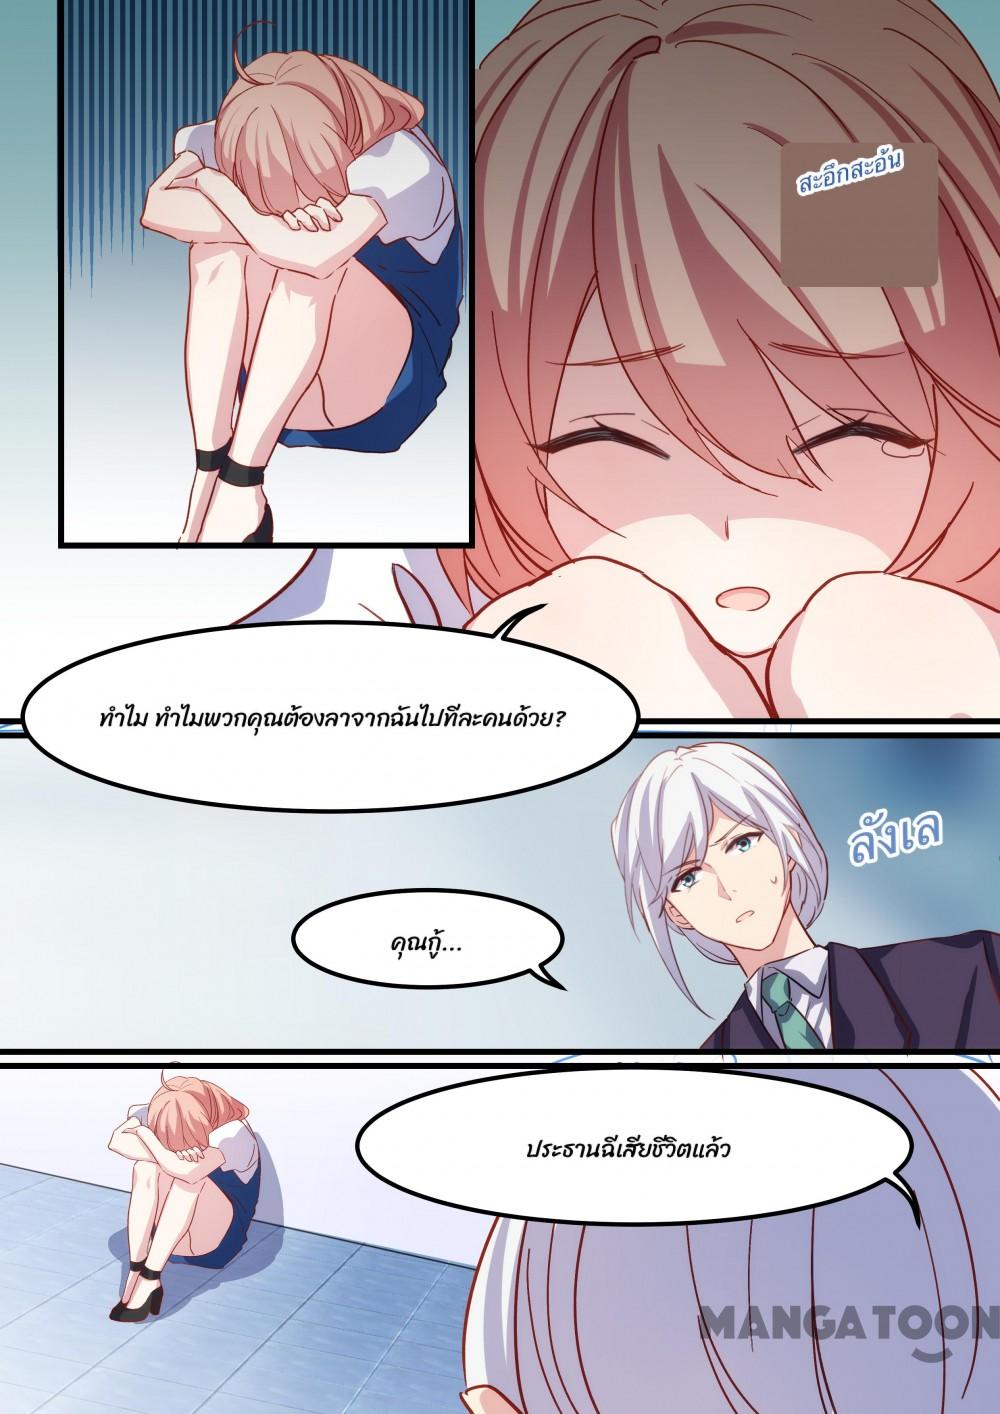 สะอึกสะอื้น
ทำไม ทำไมพวกคุณต้องลาจากฉันไปทีละคนด้วย?
ลังเล
คุณกู้...
ประธานฉีเสียชีวิตแล้ว
MANGATOON